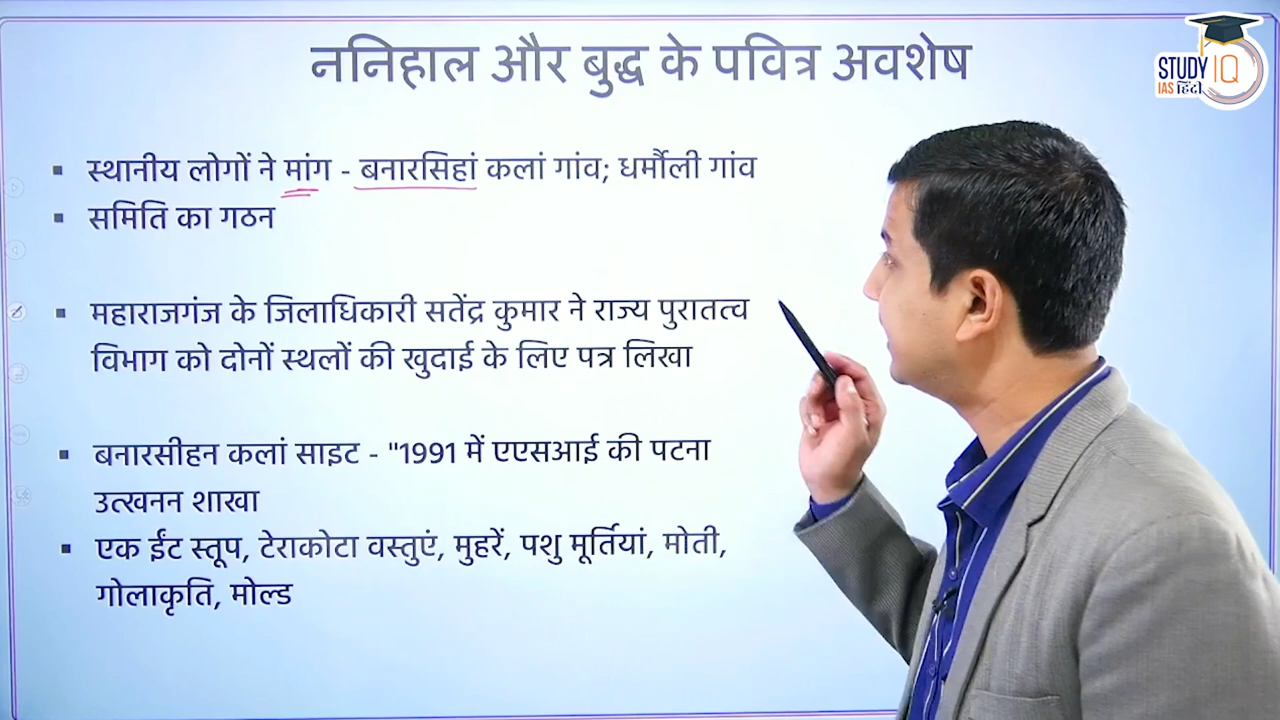 ननिहाल और बुद्ध के पवित्र अवशेष
STUDY IQ
IAS हिंदी
▪ स्थानीय लोगों ने मांग - बनारसिहां कलां गांव; धर्मौली गांव
▪ समिति का गठन
▪ महाराजगंज के जिलाधिकारी सतेंद्र कुमार ने राज्य पुरातत्व
विभाग को दोनों स्थलों की खुदाई के लिए पत्र लिखा
▪ बनारसीहन कलां साइट - "1991 में एएसआई की पटना
उत्खनन शाखा
▪ एक ईंट स्तूप, टेराकोटा वस्तुएं, मुहरें, पशु मूर्तियां, मोती,
गोलाकृति, मोल्ड